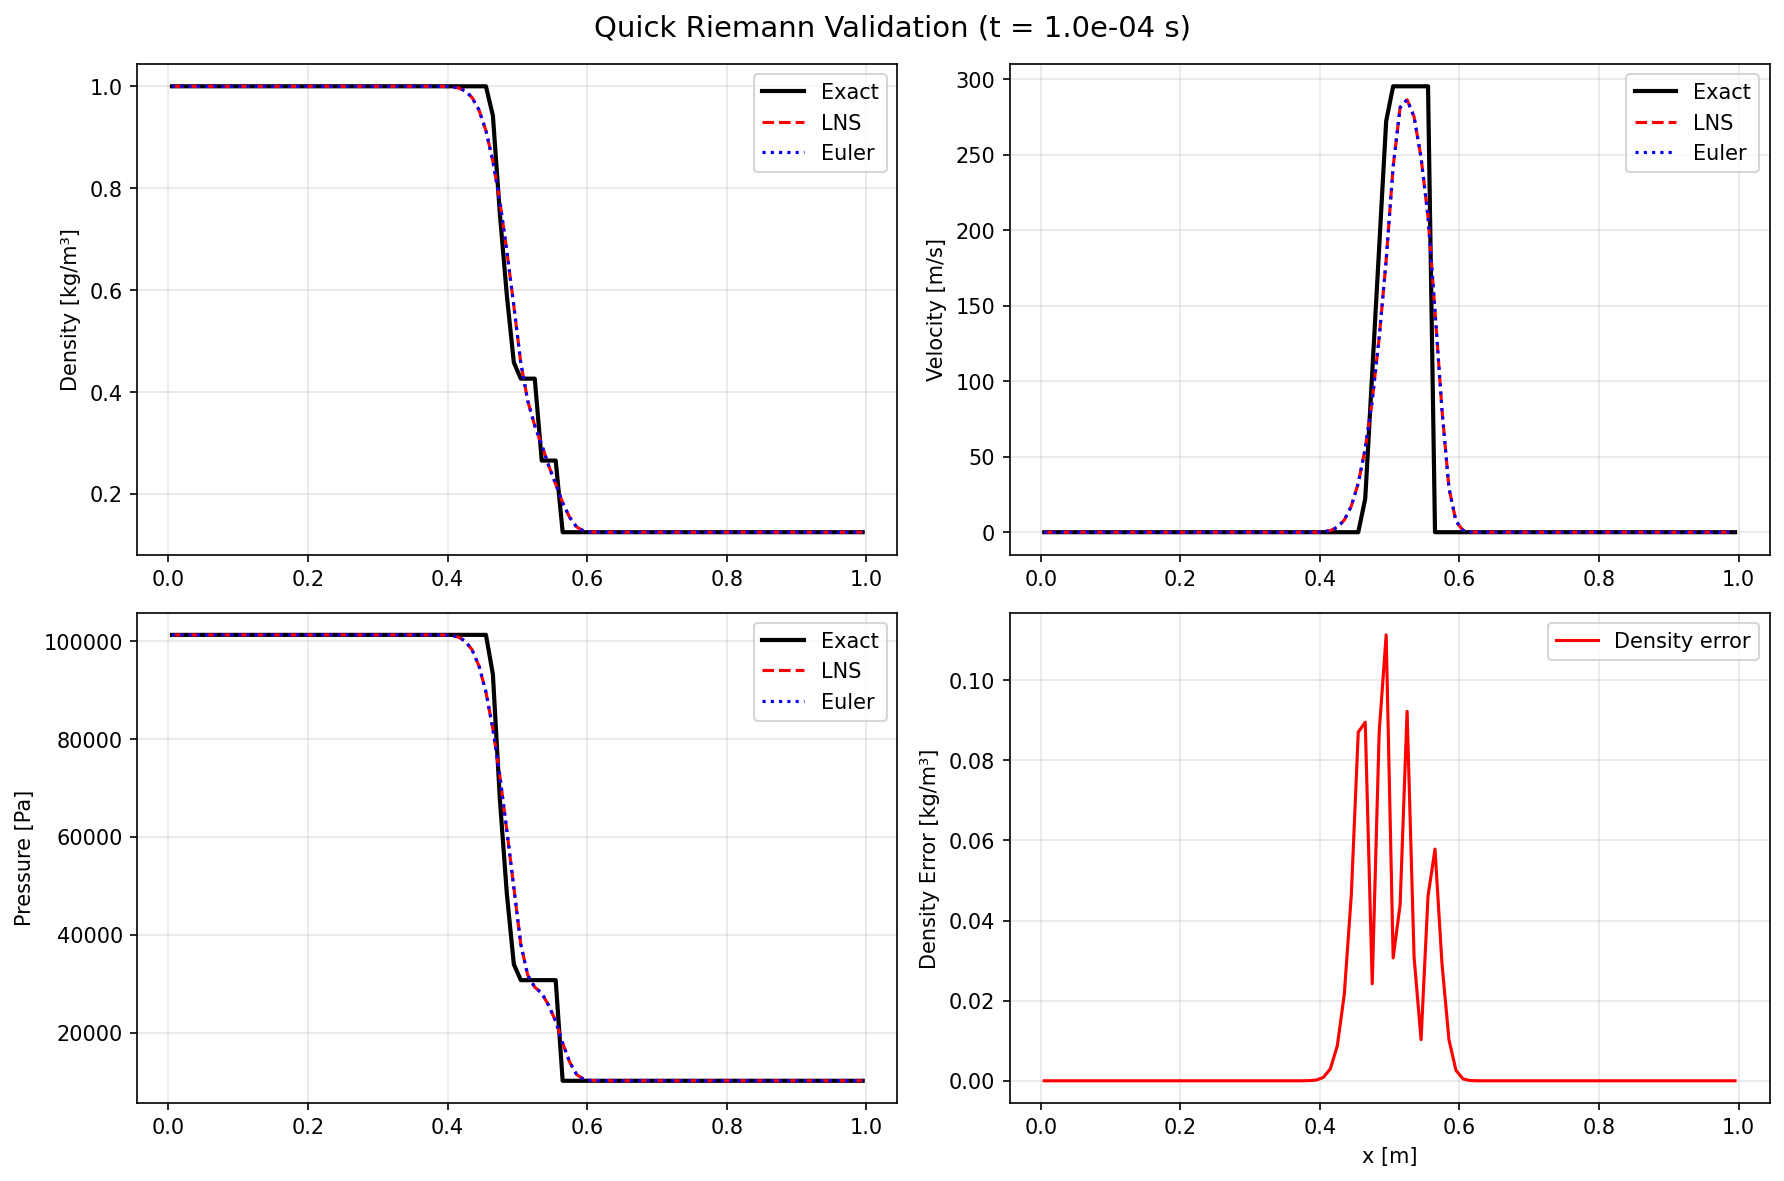 Quick Riemann Validation (t = 1.0e-04 s)
Density [kg/m³]
1.0
0.8
0.6
0.4
0.2
0.0 0.2 0.4 0.6 0.8 1.0
Exact
LNS
Euler
Velocity [m/s]
300
250
200
150
100
50
0
0.0 0.2 0.4 0.6 0.8 1.0
Exact
LNS
Euler
Pressure [Pa]
100000
80000
60000
40000
20000
0.0 0.2 0.4 0.6 0.8 1.0
Exact
LNS
Euler
Density Error [kg/m³]
0.10
0.08
0.06
0.04
0.02
0.00
0.0 0.2 0.4 0.6 0.8 1.0
x [m]
Density error